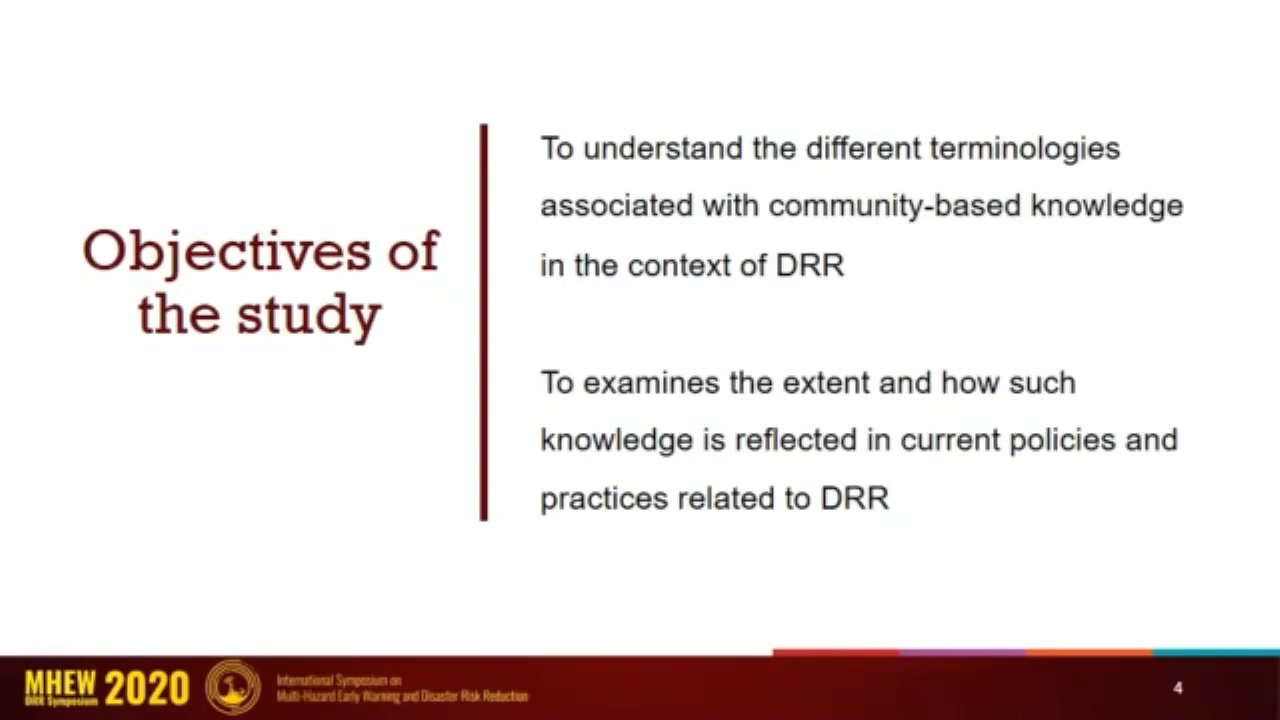 Objectives of
the study
To understand the different terminologies
associated with community-based knowledge
in the context of DRR
To examines the extent and how such
knowledge is reflected in current policies and
practices related to DRR
MHEW
DRR Symposium
2020
International Symposium on
Multi-Hazard Early Warning and Disaster Risk Reduction
4